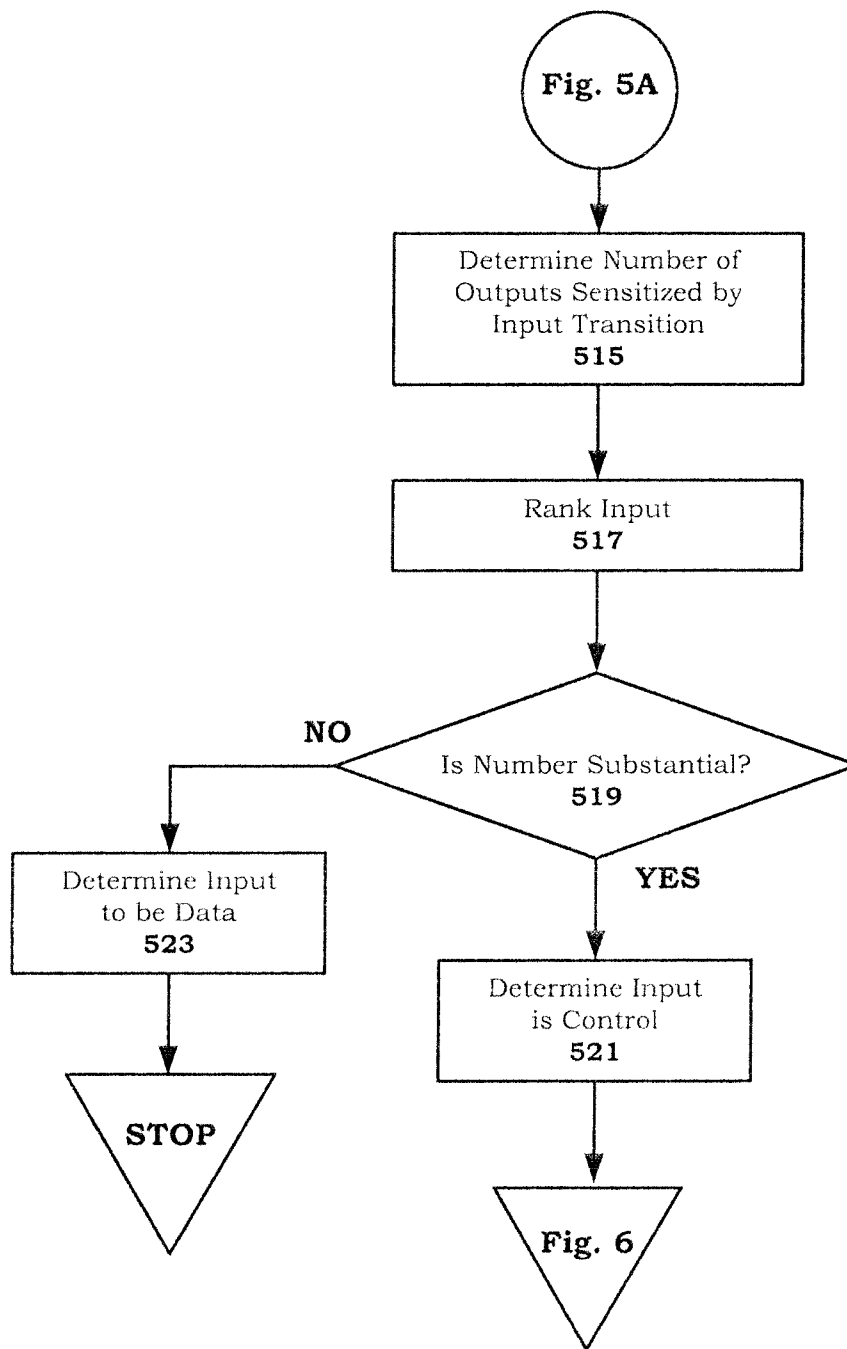 Fig. 5A
Determine Number of
Outputs Sensitized by
Input Transition
515
Rank Input
517
Is Number Substantial?
519
NO
YES
Determine Input
to be Data
523
Determine Input
is Control
521
STOP
Fig. 6